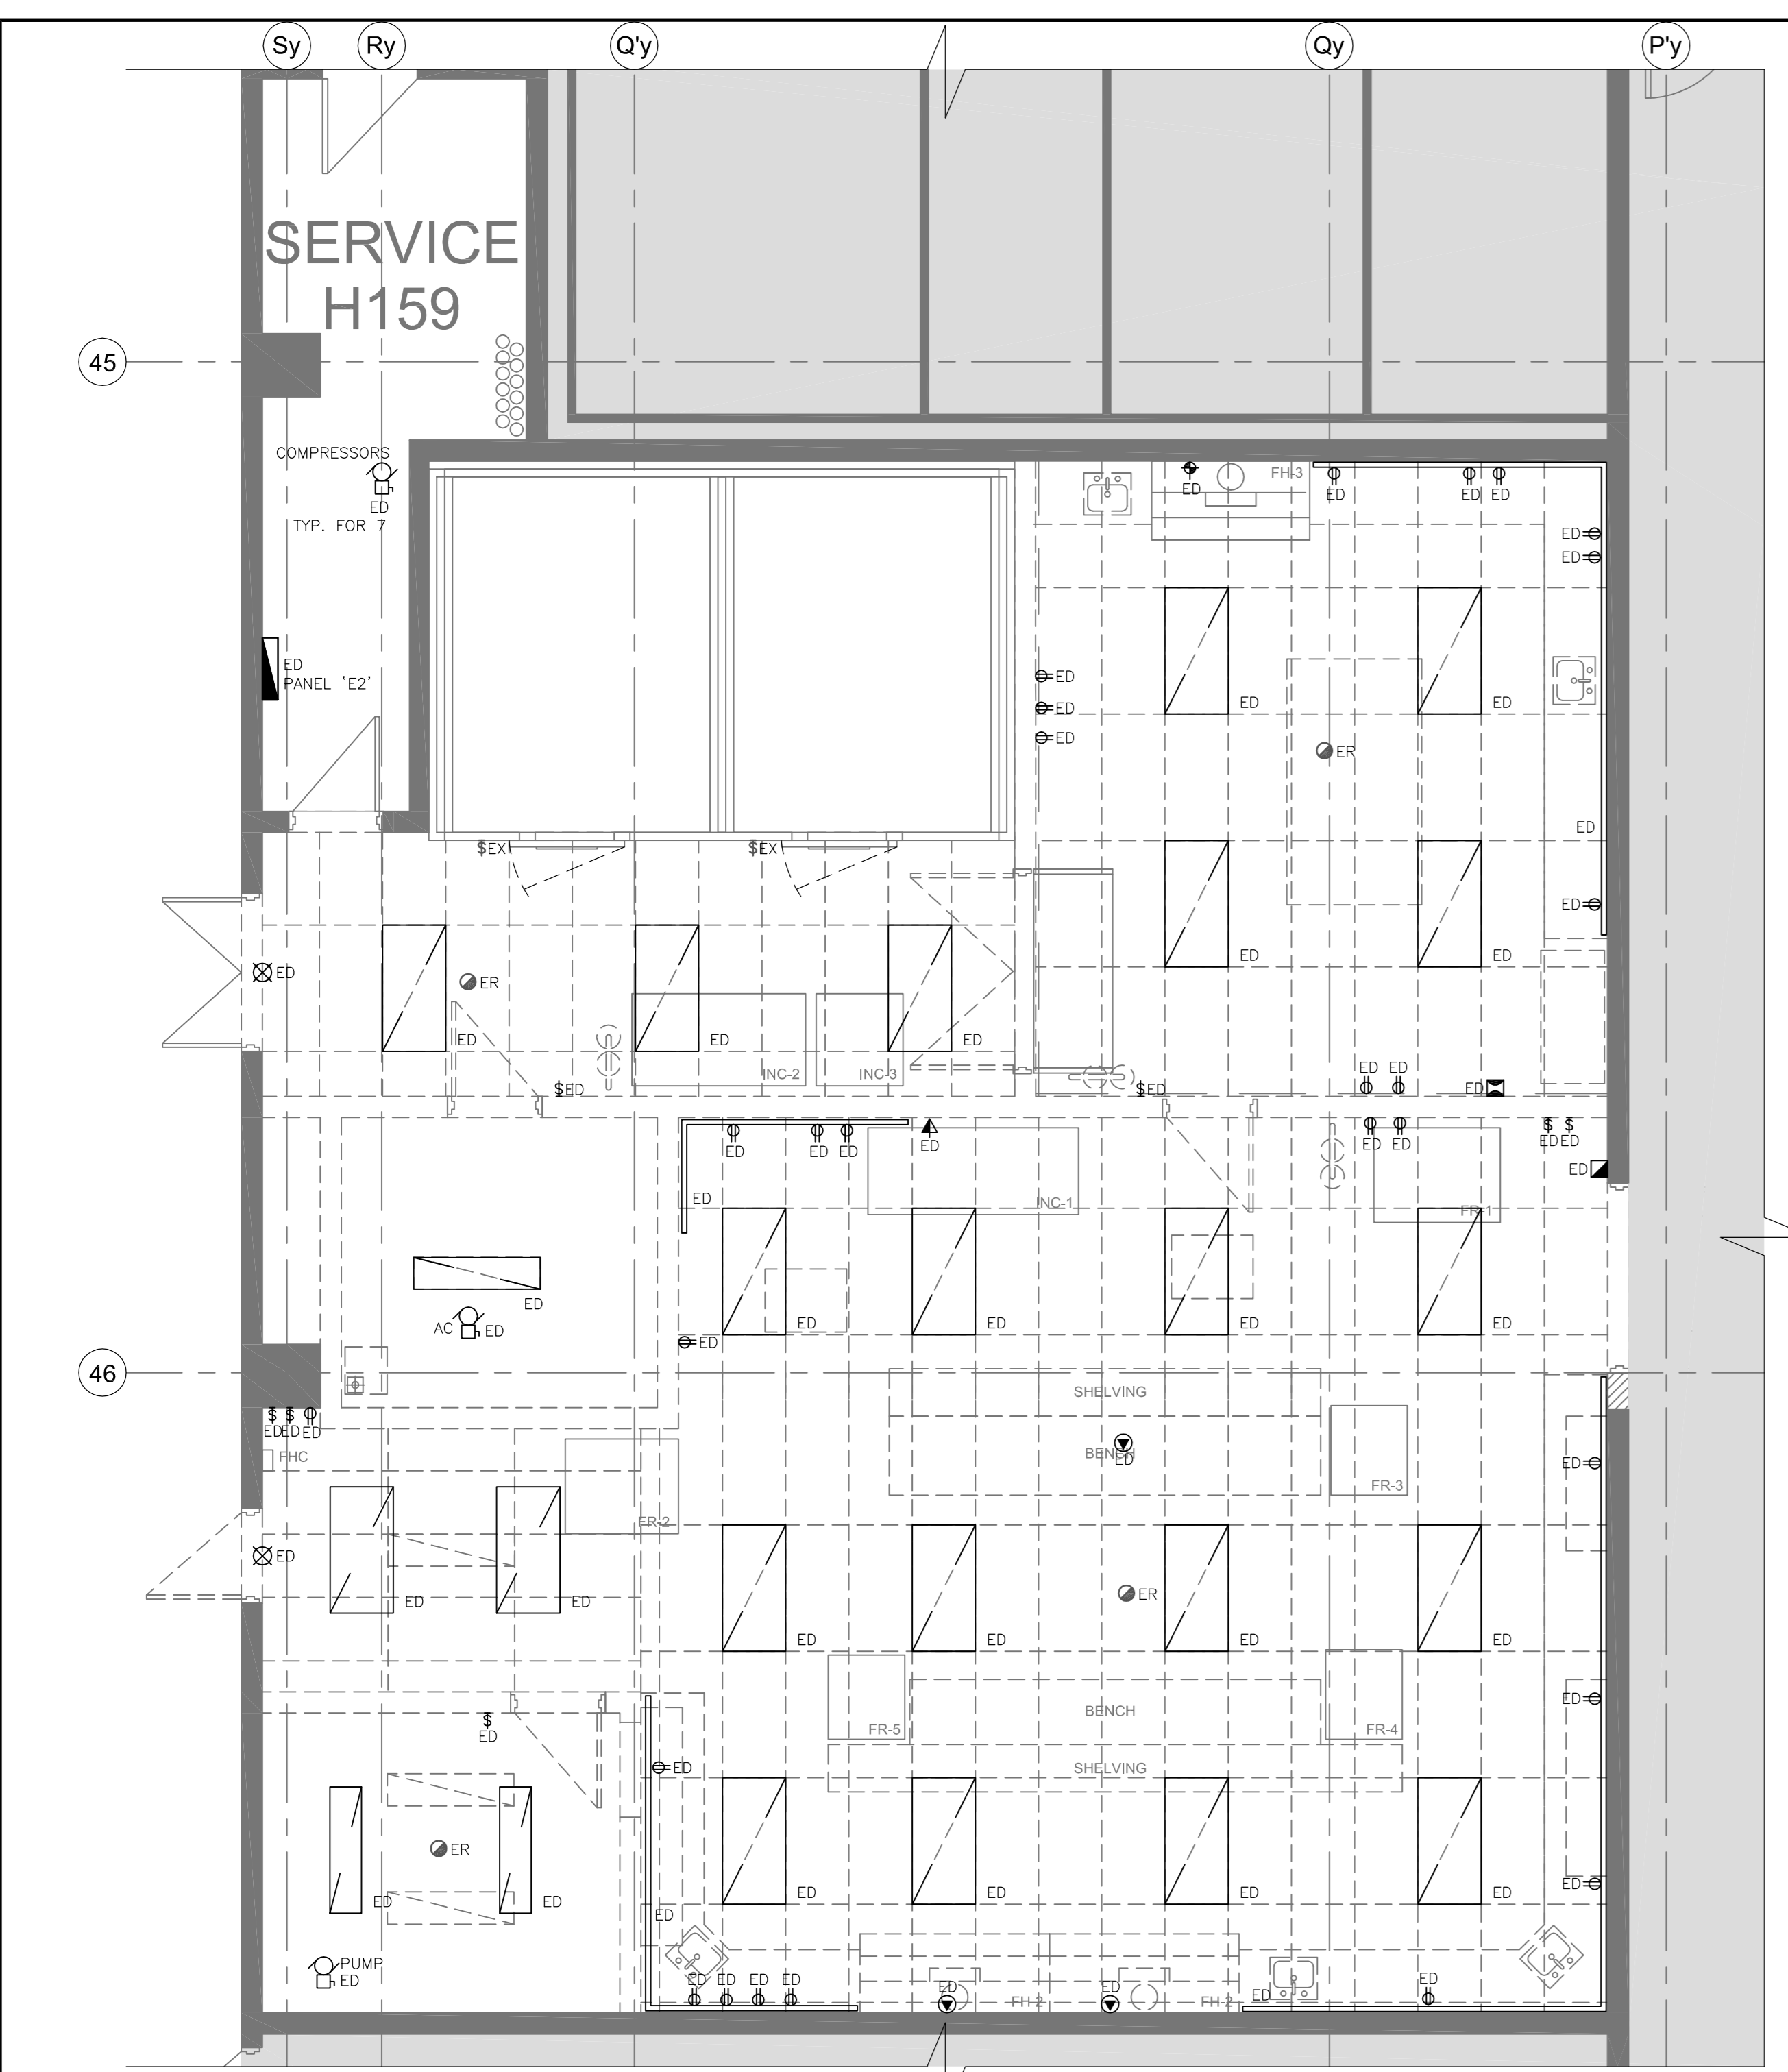 Sy Ry Q'y Qy P'y
SERVICE
H159
45
COMPRESSORS
ED
TYP. FOR 7
ED
FH-3
ED ED ED
ED
ED
ED
PANEL 'E2'
ED
ED
ED
ED ED
ER
ED
$EX $EX
ED
ED ED
ED
ER
ED ED ED
INC-2 INC-3
$ED $ED
ED ED
ED
ED ED ED
ED
ED ED
$ $
ED ED
ED
ED
INC-1
FR-1
ED
AC ED
ED ED ED ED
ED
46
SHELVING
$ $
ED ED ED
FHC
BENCH
ED
ED
FR-3
FR-2
ED
ED ED
ER
ED ED ED ED
$
ED
BENCH
FR-5 FR-4
ED
SHELVING
ED
ER
ED ED
ED ED ED ED
ED
ED
PUMP
ED
ED ED ED ED
ED ED
ED
ED
FH-2 FH-2